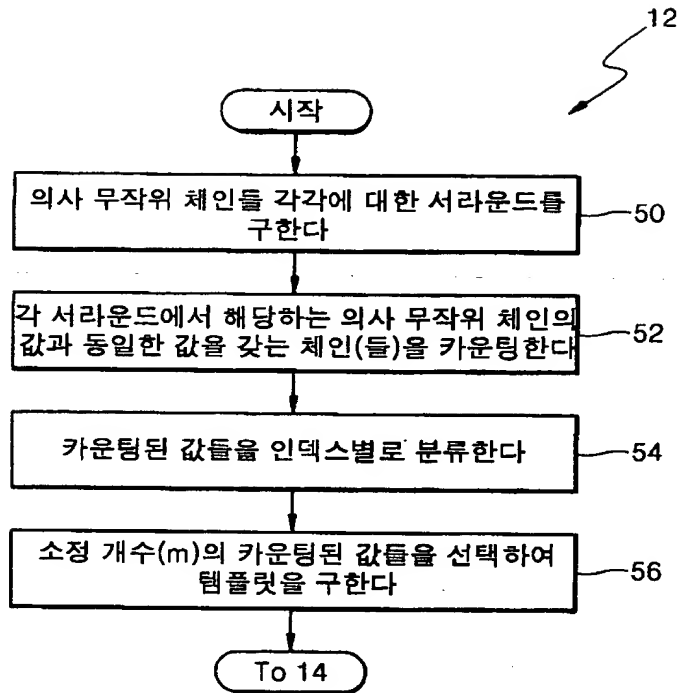 12
시작
의사 무작위 체인들 각각에 대한 서라운드를
구한다
50
각 서라운드에서 해당하는 의사 무작위 체인의
값과 동일한 값을 갖는 체인(들)을 카운팅한다
52
카운팅된 값들을 인덱스별로 분류한다
54
소정 개수(m)의 카운팅된 값들을 선택하여
템플릿을 구한다
56
To 14